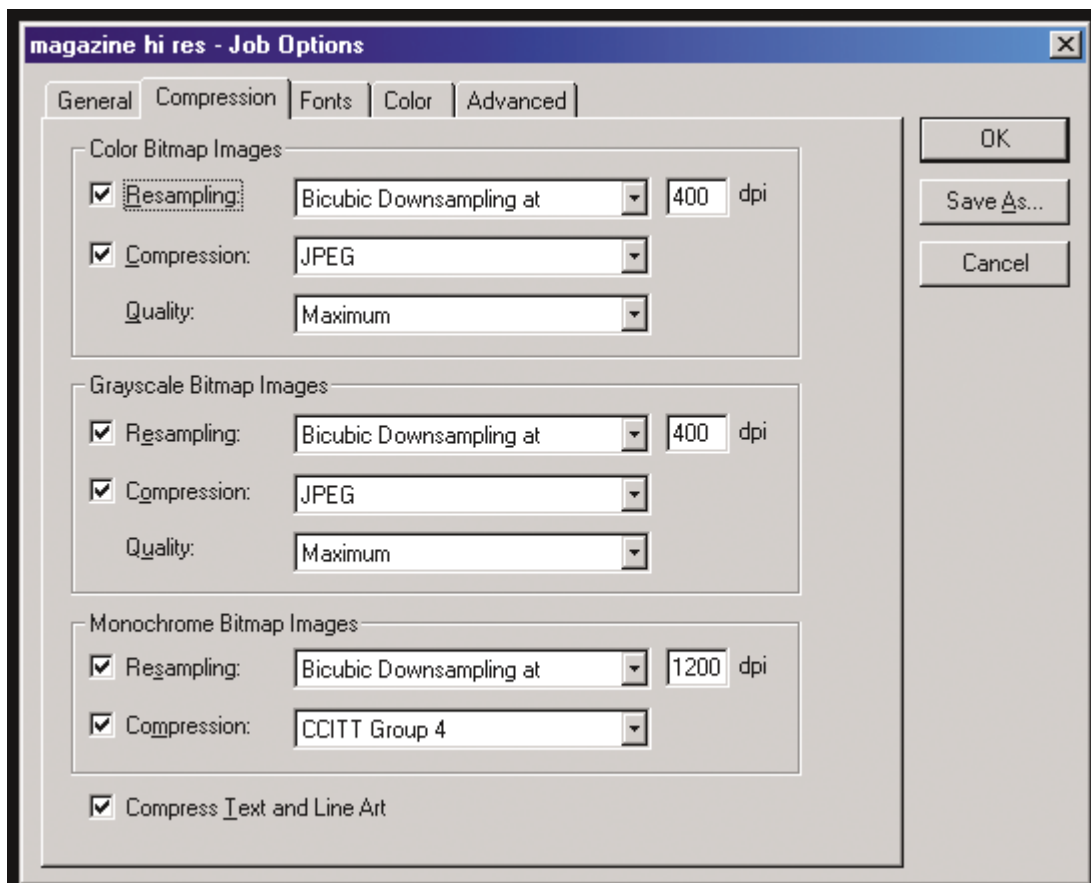 magazine hi res - Job Options
General Compression Fonts Color Advanced
OK
Save As...
Cancel
Color Bitmap Images
Resampling: Bicubic Downsampling at 400 dpi
Compression: JPEG
Quality: Maximum
Grayscale Bitmap Images
Resampling: Bicubic Downsampling at 400 dpi
Compression: JPEG
Quality: Maximum
Monochrome Bitmap Images
Resampling: Bicubic Downsampling at 1200 dpi
Compression: CCITT Group 4
Compress Text and Line Art